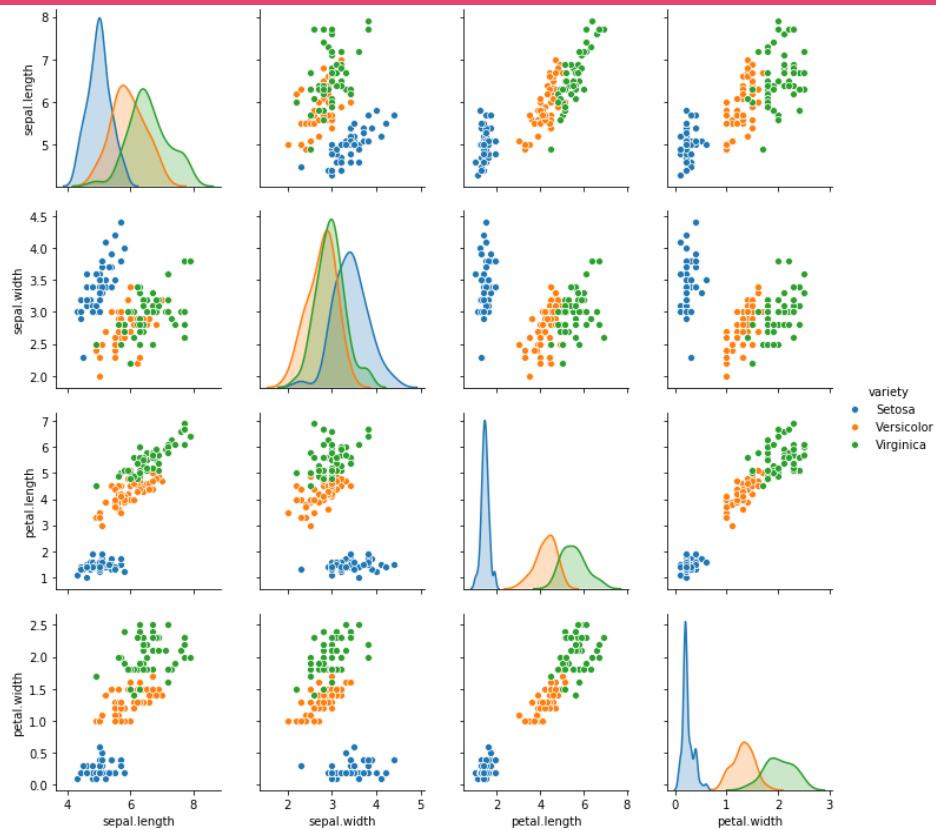 sepal.length
8
7
6
5
sepal.width
4.5
4.0
3.5
3.0
2.5
2.0
variety
Setosa
Versicolor
Virginica
petal.length
7
6
5
4
3
2
1
petal.width
2.5
2.0
1.5
1.0
0.5
0.0
4 6 8
2 3 4 5
2 4 6 8
0 1 2 3
sepal.length
sepal.width
petal.length
petal.width